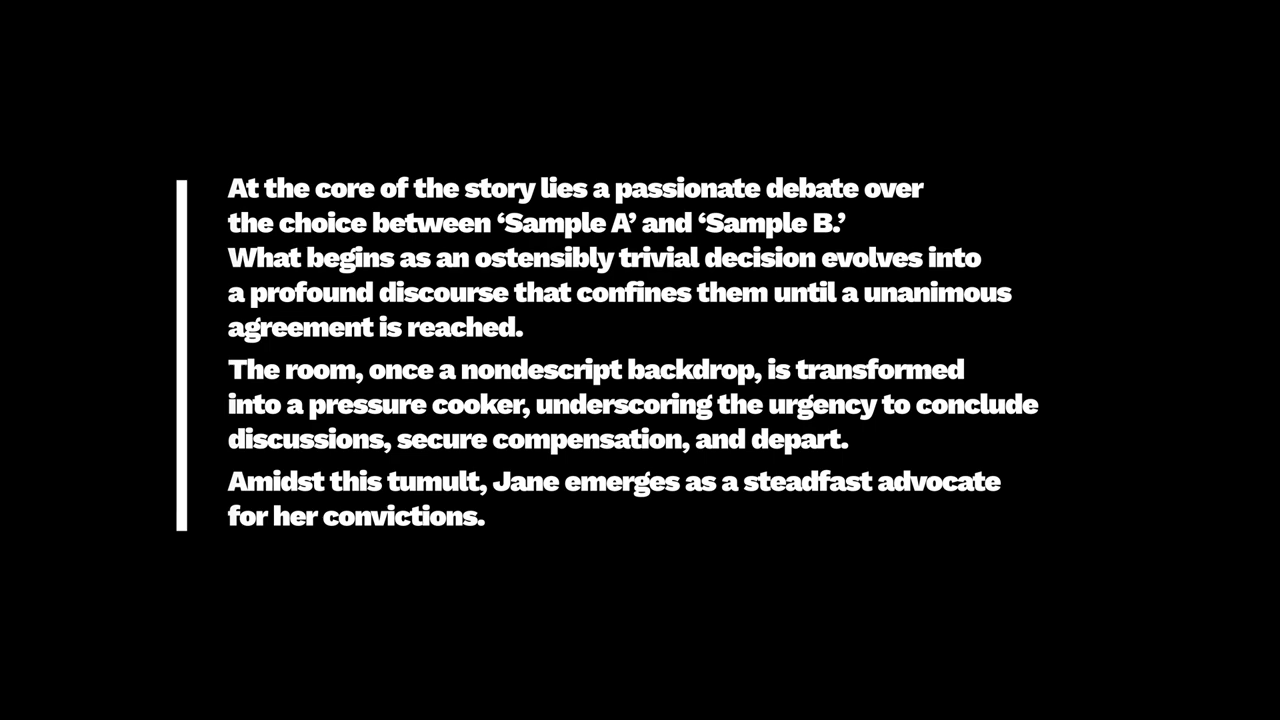 At the core of the story lies a passionate debate over
the choice between ‘Sample A’ and ‘Sample B.’
What begins as an ostensibly trivial decision evolves into
a profound discourse that confines them until a unanimous
agreement is reached.
The room, once a nondescript backdrop, is transformed
into a pressure cooker, underscoring the urgency to conclude
discussions, secure compensation, and depart.
Amidst this tumult, Jane emerges as a steadfast advocate
for her convictions.